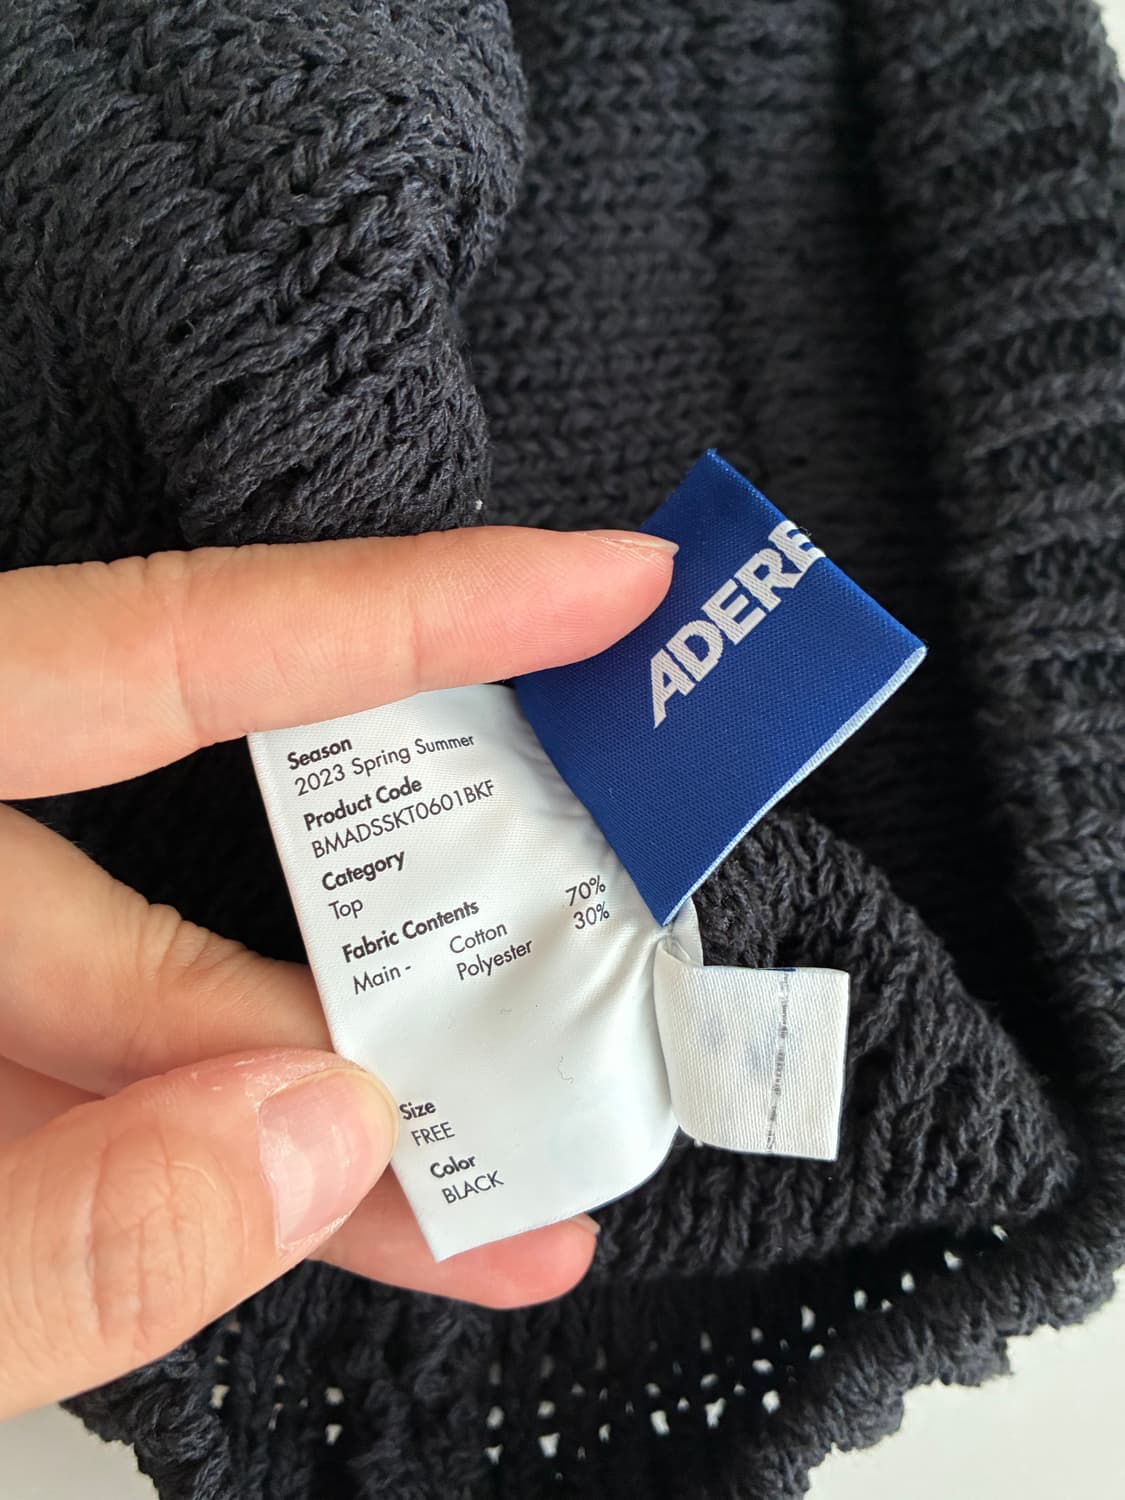 ADERE
Season
2023 Spring Summer
Product Code
BMADSSKT0601BKF
Category
Top
Fabric Contents
Main - Cotton 70%
Polyester 30%
Size
FREE
Color
BLACK